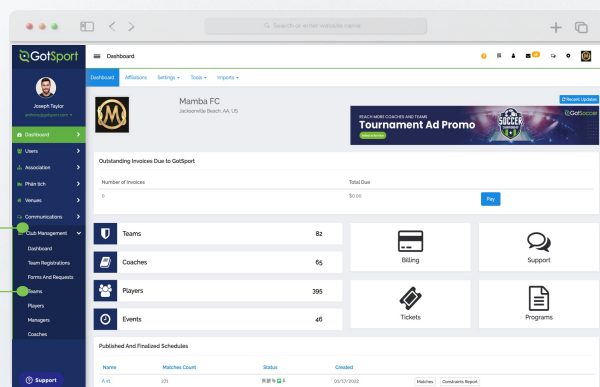 Search or enter website name
GotSport
Dashboard
Joseph Taylor
Dashboard
Affiliations
Settings
Tools
Imports
Mamba FC
Jacksonville Beach, AA, US
Recent Updates
REACH MORE COACHES AND TEAMS
Tournament Ad Promo
SOCCER
8v8
GotSoccer
Dashboard
Users
Association
Phân tích
Venues
Communications
Club Management
Dashboard
Team Registrations
Forms And Requests
Teams
Players
Managers
Coaches
Support
Outstanding Invoices Due to GotSport
Number of Invoices
Total Due
0
$0.00
Pay
Teams
82
Coaches
65
Players
395
Events
46
Billing
Support
Tickets
Programs
Published And Finalized Schedules
Name
Matches Count
Status
Created
271
01/17/2022
Matches
Constraints Report